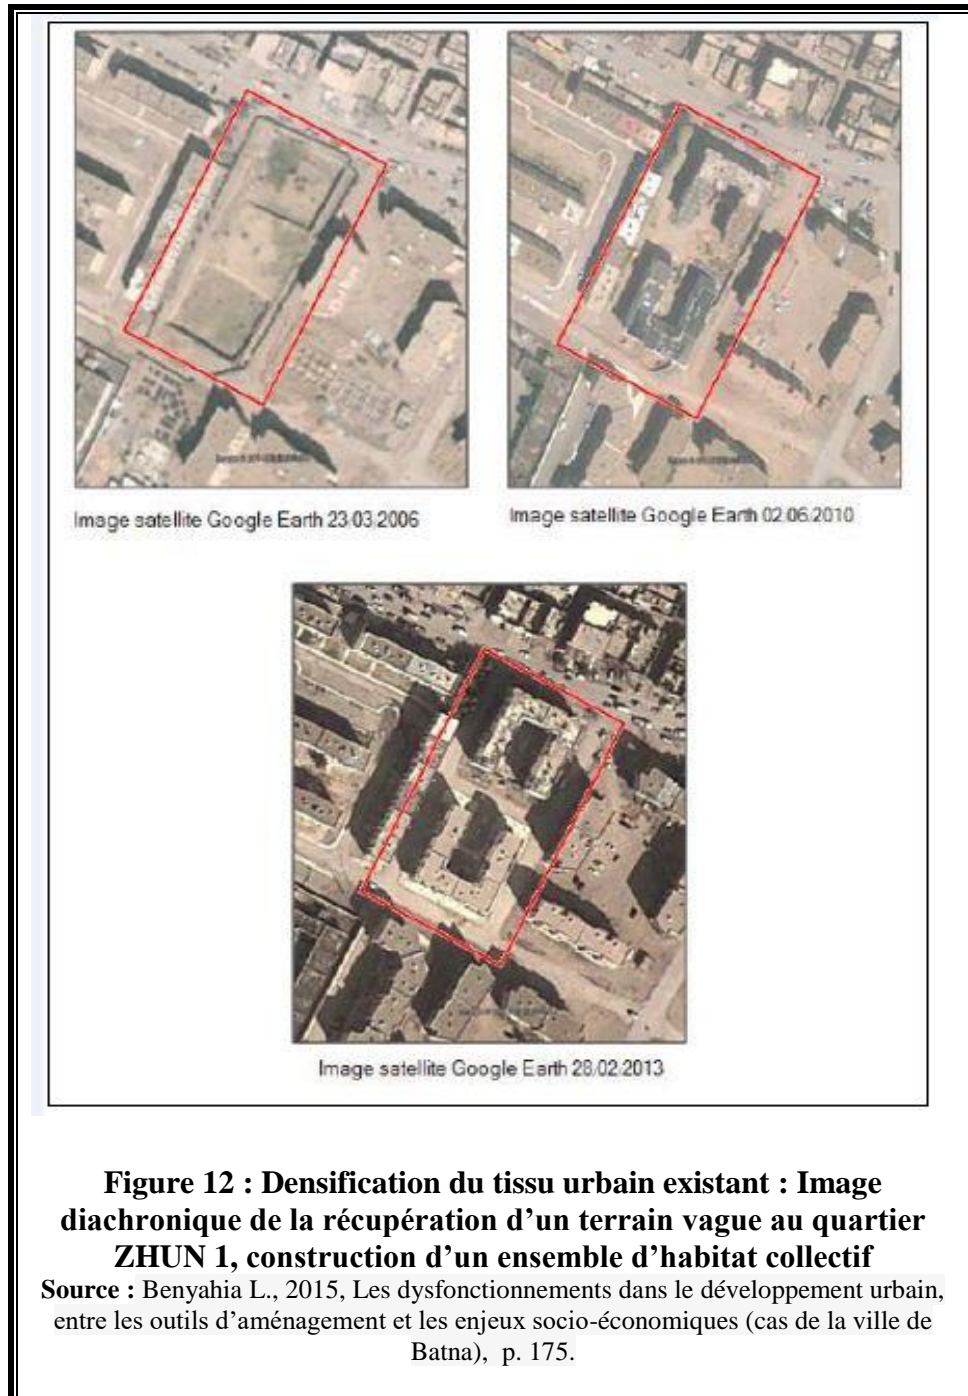 Image satellite Google Earth 23.03.2006
Image satellite Google Earth 02.06.2010
Image satellite Google Earth 28.02.2013
Figure 12 : Densification du tissu urbain existant : Image
diachronique de la récupération d’un terrain vague au quartier
ZHUN 1, construction d’un ensemble d’habitat collectif
Source : Benyahia L., 2015, Les dysfonctionnements dans le développement urbain,
entre les outils d’aménagement et les enjeux socio-économiques (cas de la ville de
Batna), p. 175.